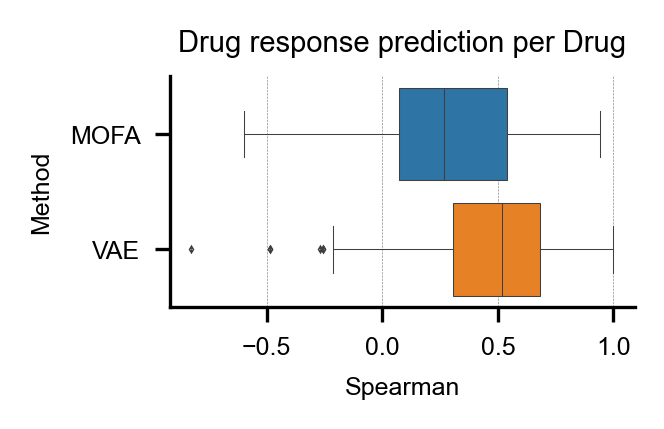 Drug response prediction per Drug
Method
MOFA
VAE
−0.5 0.0 0.5 1.0
Spearman